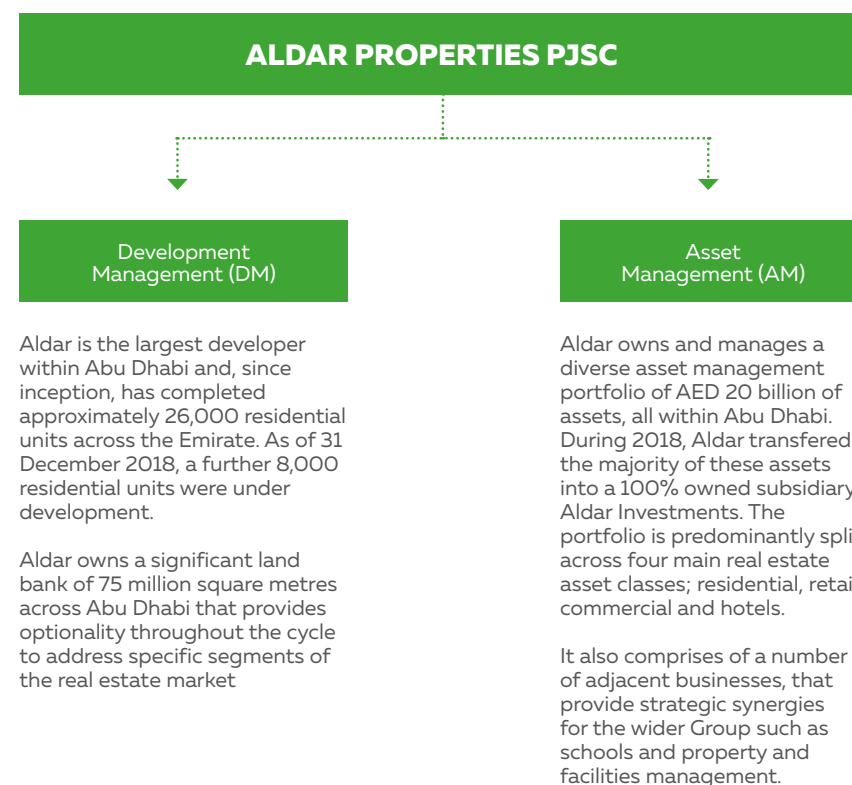 ALDAR PROPERTIES PJSC
Development
Management (DM)
Aldar is the largest developer
within Abu Dhabi and, since
inception, has completed
approximately 26,000 residential
units across the Emirate. As of 31
December 2018, a further 8,000
residential units were under
development.
Aldar owns a significant land
bank of 75 million square metres
across Abu Dhabi that provides
optionality throughout the cycle
to address specific segments of
the real estate market
Asset
Management (AM)
Aldar owns and manages a
diverse asset management
portfolio of AED 20 billion of
assets, all within Abu Dhabi.
During 2018, Aldar transfered
the majority of these assets
into a 100% owned subsidiary
Aldar Investments. The
portfolio is predominantly spli
across four main real estate
asset classes; residential, retai
commercial and hotels.
It also comprises of a number
of adjacent businesses, that
provide strategic synergies
for the wider Group such as
schools and property and
facilities management.